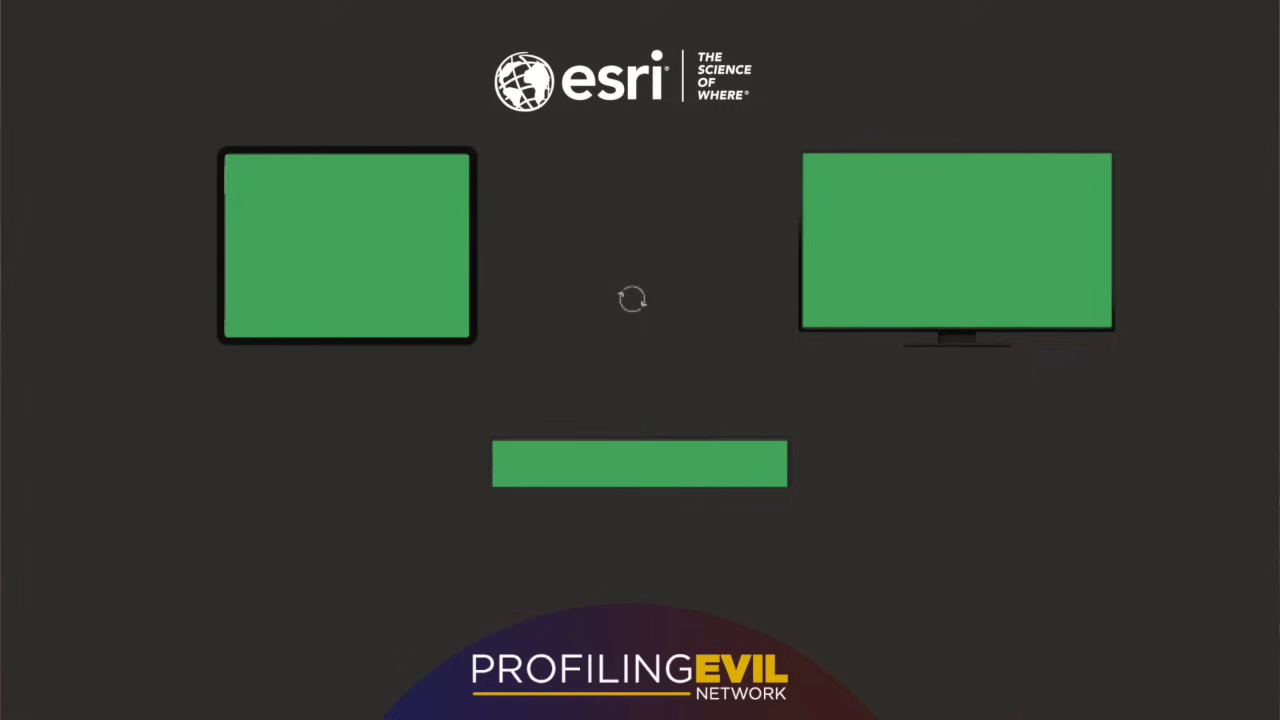 esri®
THE
SCIENCE
OF
WHERE®
PROFILINGEVIL
NETWORK